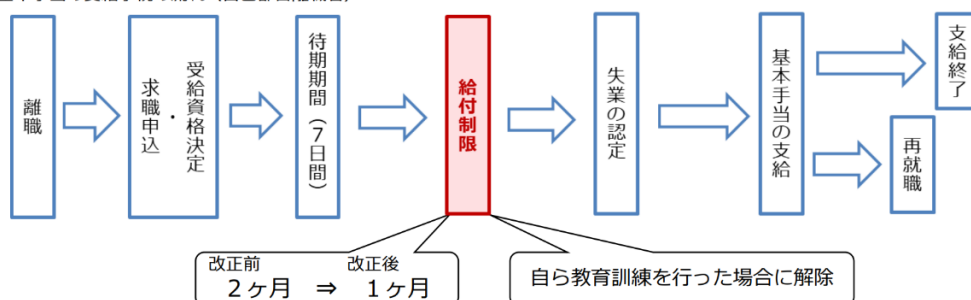 離職
求職申込
・
受給資格決定
待期期間(7日間)
給付制限
失業の認定
基本手当の支給
支給終了
再就職
改正前 改正後
2ヶ月 ⇒ 1ヶ月
自ら教育訓練を行った場合に解除